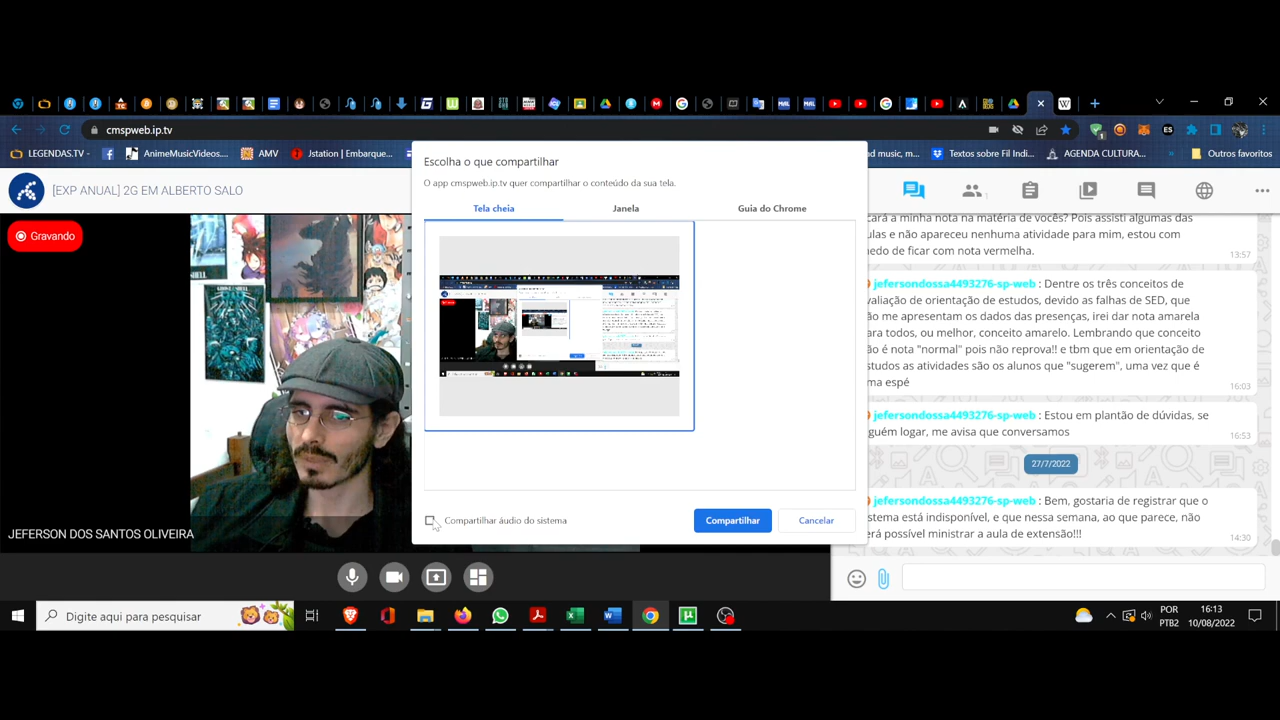 cmspweb.ip.tv
LEGENDAS.TV -
AnimeMusicVideos....
AMV
Jstation | Embarque...
ad music, m...
Textos sobre Fil Indi...
AGENDA CULTURA...
Outros favoritos
[EXP ANUAL] 2G EM ALBERTO SALO
Gravando
JEFERSON DOS SANTOS OLIVEIRA
Escolha o que compartilhar
O app cmspweb.ip.tv quer compartilhar o conteúdo da sua tela.
Tela cheia
Janela
Guia do Chrome
Compartilhar áudio do sistema
Compartilhar
Cancelar
cará a minha nota na matéria de vocês? Pois assisti algumas das
ulas e não apareceu nenhuma atividade para mim, estou com
edo de ficar com nota vermelha.
13:57
jefersondossa4493276-sp-web : Dentre os três conceitos de
valiação de orientação de estudos, devido as falhas de SED, que
ão me apresentam os dados das presenças, irei dar nota amarela
ara todos, ou melhor, conceito amarelo. Lembrando que conceito
ão é nota "normal" pois não reprova!! e tbm que em orientação de
studos as atividades são os alunos que "sugerem", uma vez que é
ma espé
16:03
jefersondossa4493276-sp-web : Estou em plantão de dúvidas, se
guém logar, me avisa que conversamos
16:53
27/7/2022
jefersondossa4493276-sp-web : Bem, gostaria de registrar que o
istema está indisponível, e que nessa semana, ao que parece, não
erá possível ministrar a aula de extensão!!!
14:30
Digite aqui para pesquisar
POR
PTB2
16:13
10/08/2022